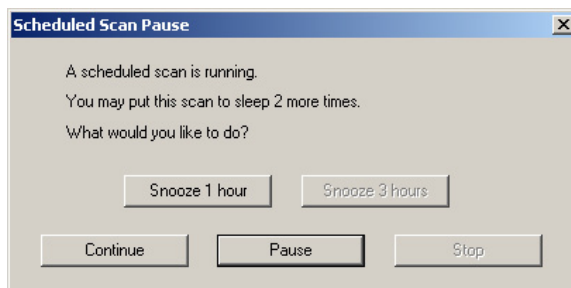 Scheduled Scan Pause
A scheduled scan is running.
You may put this scan to sleep 2 more times.
What would you like to do?
Snooze 1 hour
Snooze 3 hours
Continue
Pause
Stop